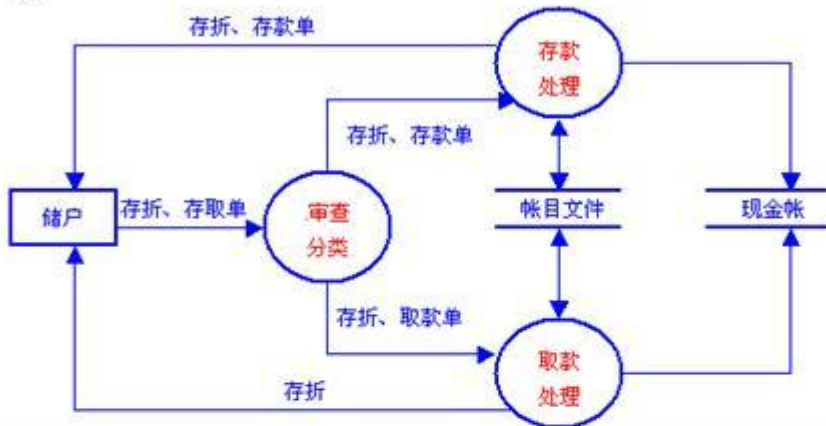 存折、存款单
存款
处理
存折、存款单
储户
存折、存取单
审查
分类
帐目文件
现金帐
存折、取款单
取款
处理
存折